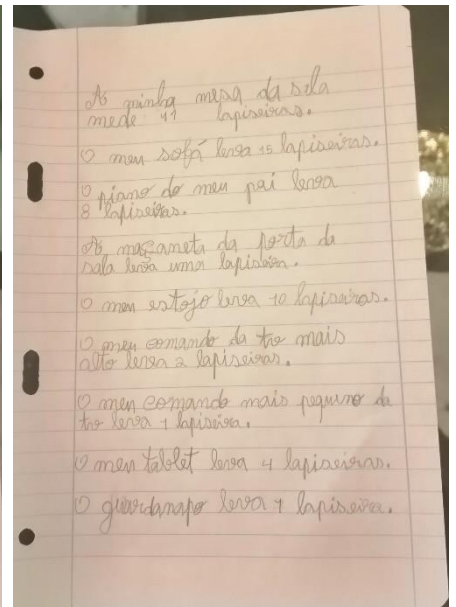 A minha mesa da sala
mede 11 lapiseiras.
O meu sofá leva 15 lapiseiras.
O piano do meu pai leva
8 lapiseiras.
A maçaneta da porta da
sala leva uma lapiseira.
O meu estojo leva 10 lapiseiras.
O meu comando da tv mais
alto leva 2 lapiseiras.
O meu comando mais pequeno da
tv leva 1 lapiseira.
O meu tablet leva 4 lapiseiras.
O guardanapo leva 1 lapiseira.